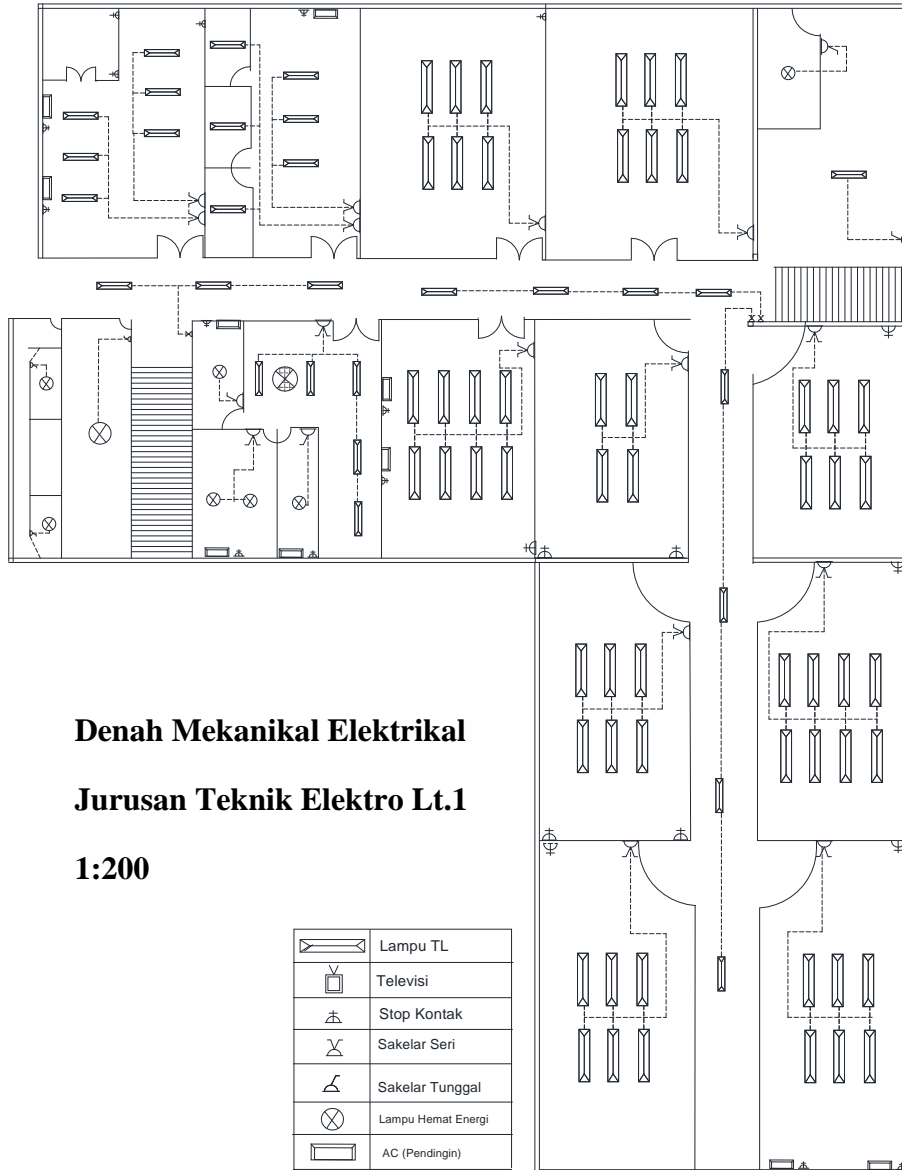 Denah Mekanikal Elektrikal
Jurusan Teknik Elektro Lt.1
1:200
Lampu TL
Televisi
Stop Kontak
Sakelar Seri
Sakelar Tunggal
Lampu Hemat Energi
AC (Pendingin)